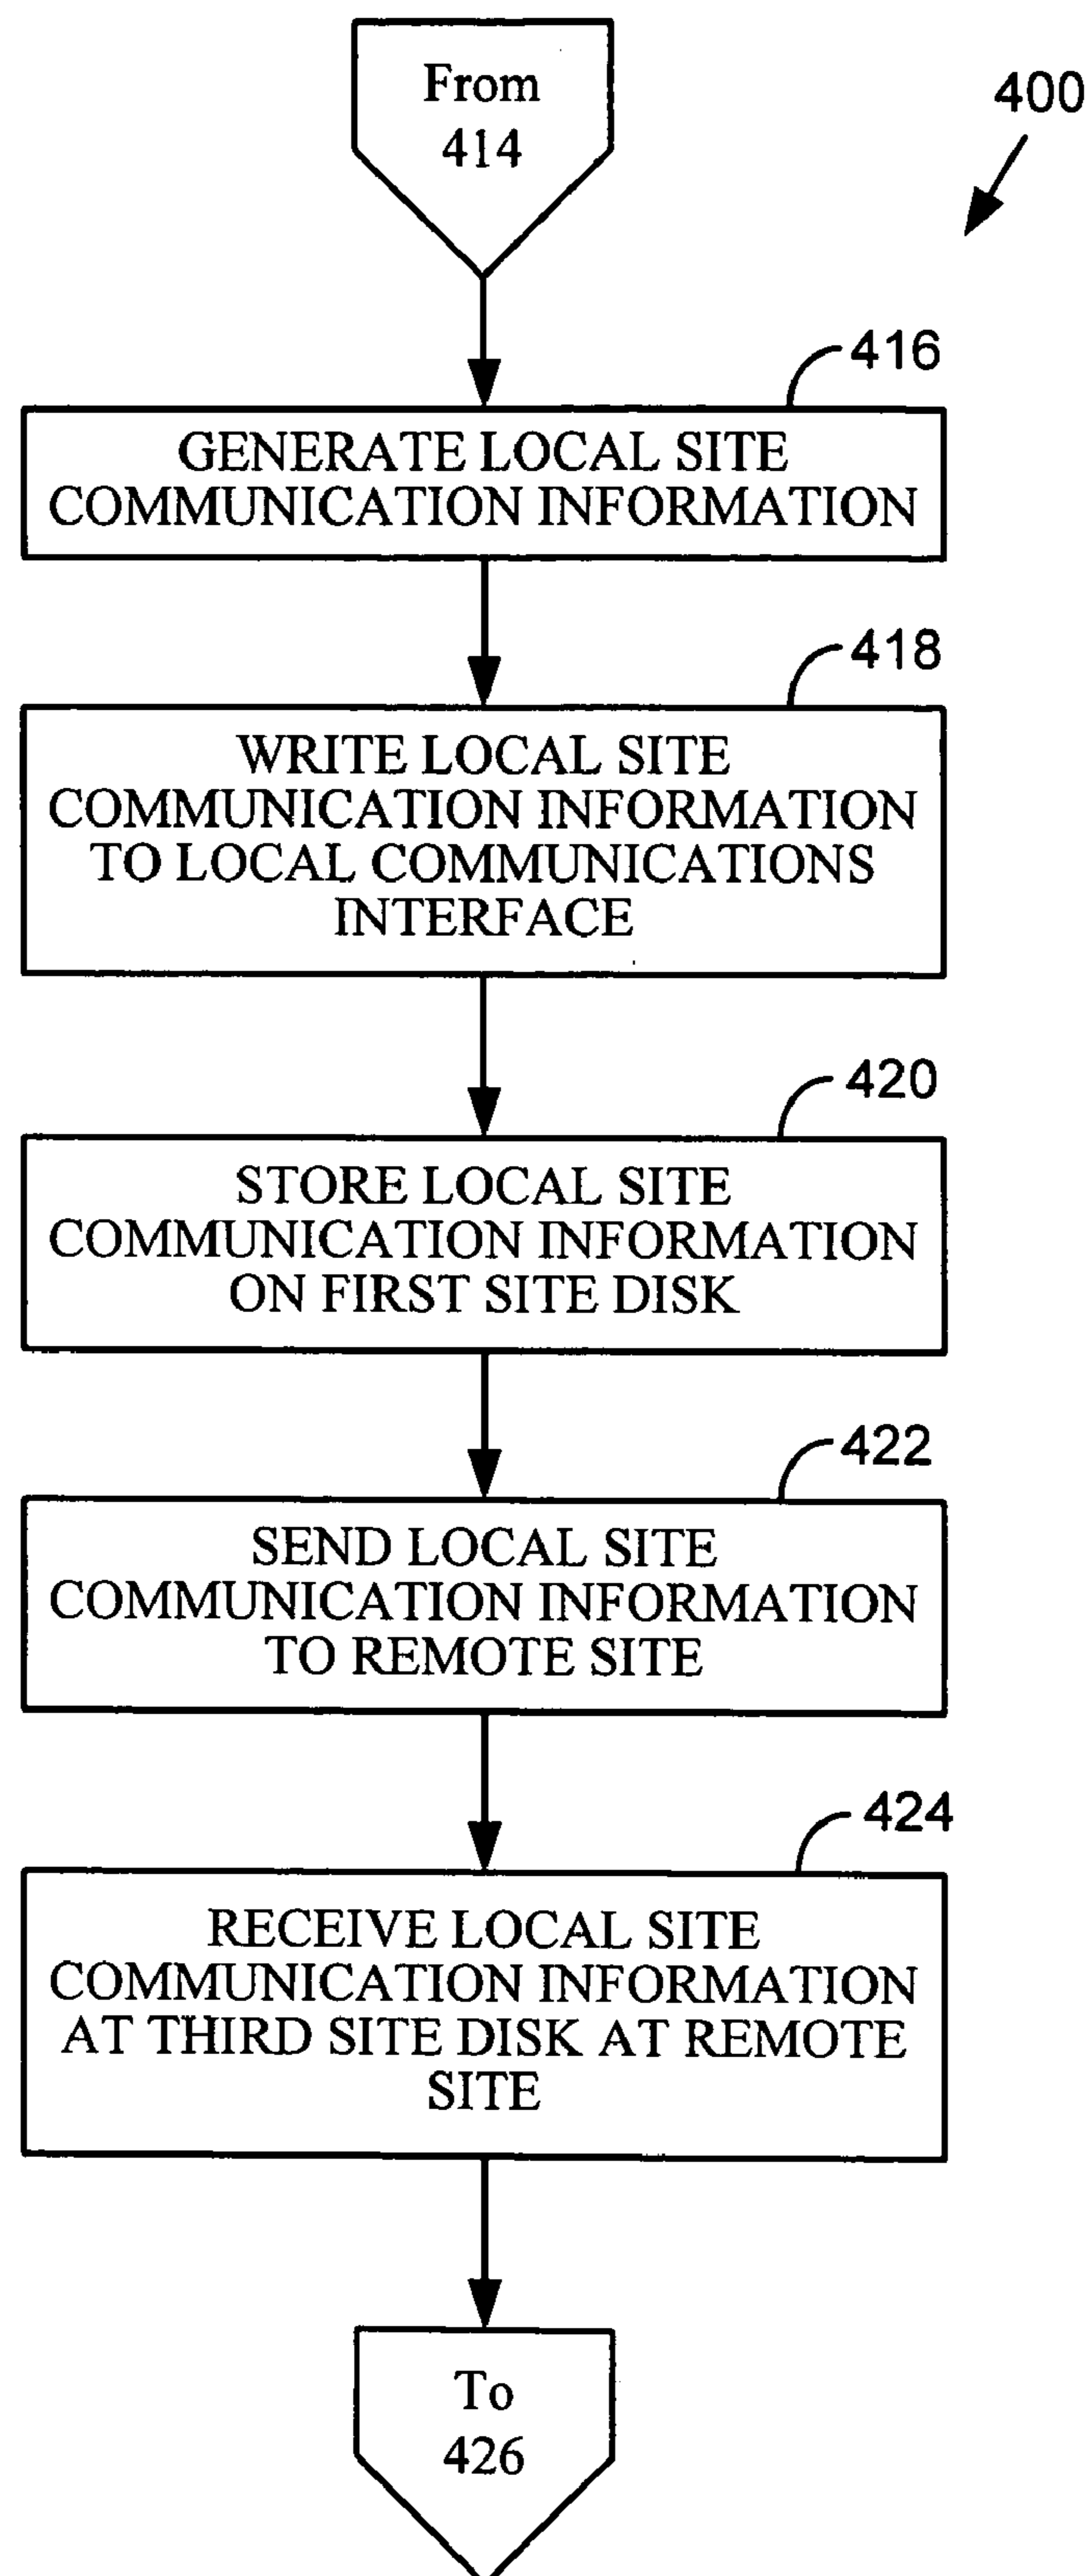 From
414
400
416
GENERATE LOCAL SITE
COMMUNICATION INFORMATION
418
WRITE LOCAL SITE
COMMUNICATION INFORMATION
TO LOCAL COMMUNICATIONS
INTERFACE
420
STORE LOCAL SITE
COMMUNICATION INFORMATION
ON FIRST SITE DISK
422
SEND LOCAL SITE
COMMUNICATION INFORMATION
TO REMOTE SITE
424
RECEIVE LOCAL SITE
COMMUNICATION INFORMATION
AT THIRD SITE DISK AT REMOTE
SITE
To
426